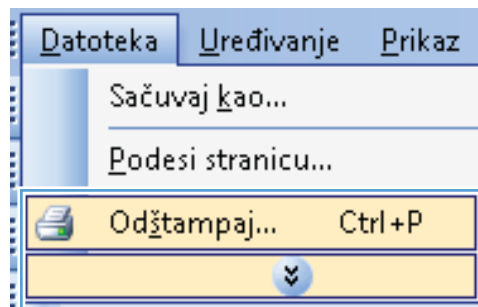 Datoteka Uređivanje Prikaz
Sačuvaj kao...
Podesi stranicu...
Odštampaj... Ctrl+P